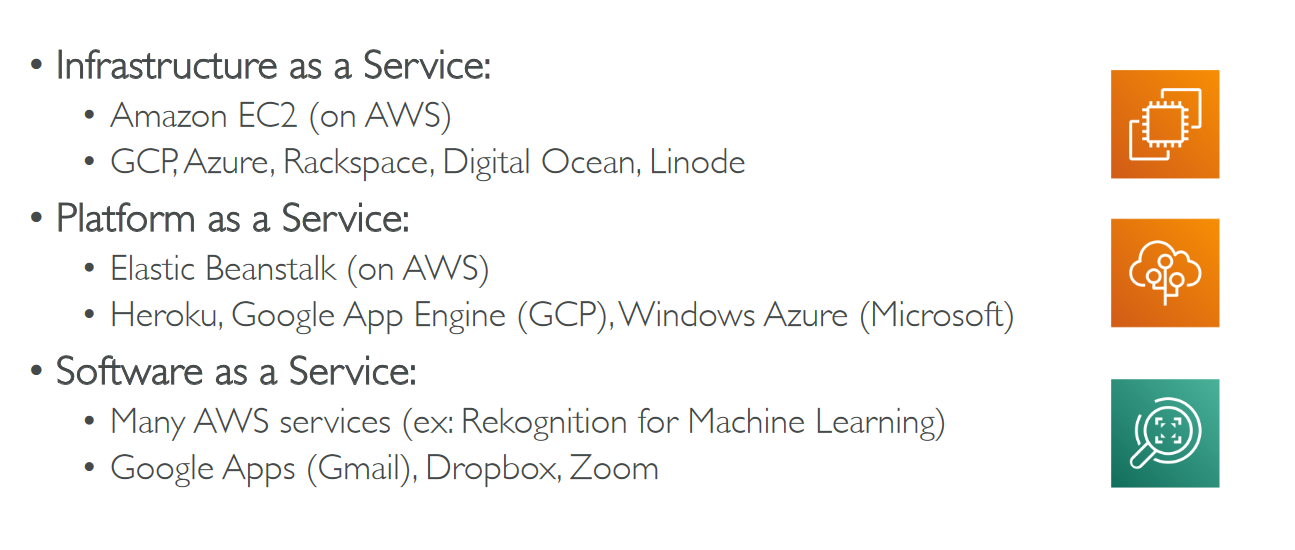 • Infrastructure as a Service:
• Amazon EC2 (on AWS)
• GCP, Azure, Rackspace, Digital Ocean, Linode
• Platform as a Service:
• Elastic Beanstalk (on AWS)
• Heroku, Google App Engine (GCP), Windows Azure (Microsoft)
• Software as a Service:
• Many AWS services (ex: Rekognition for Machine Learning)
• Google Apps (Gmail), Dropbox, Zoom